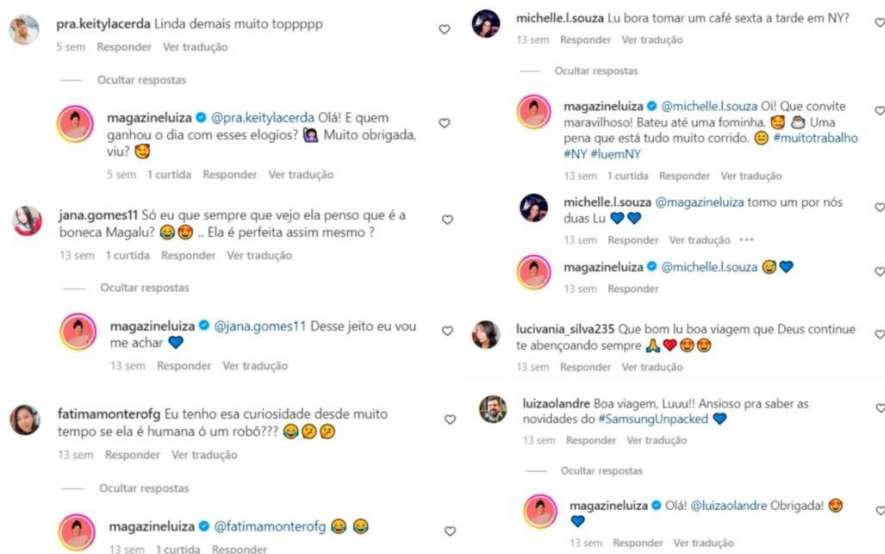 pra.keitylacerda Linda demais muito toppppp
5 sem Responder Ver tradução
Ocultar respostas
magazineluiza @pra.keitylacerda Olá! E quem
ganhou o dia com esses elogios? 🙋🏻‍♀️ Muito obrigada,
viu? 🥰
5 sem 1 curtida Responder Ver tradução
jana.gomes11 Só eu que sempre que vejo ela penso que é a
boneca Magalu? 😂😍 .. Ela é perfeita assim mesmo ?
13 sem 1 curtida Responder Ver tradução
Ocultar respostas
magazineluiza @jana.gomes11 Desse jeito eu vou
me achar 💙
13 sem Responder Ver tradução
fatimamonterofg Eu tenho esa curiosidade desde muito
tempo se ela é humana ó um robô??? 😂🫤🫤
13 sem Responder Ver tradução
Ocultar respostas
magazineluiza @fatimamonterofg 😂 😂
13 sem 1 curtida Responder
michelle.l.souza Lu bora tomar um café sexta a tarde em NY?
13 sem Responder Ver tradução
Ocultar respostas
magazineluiza @michelle.l.souza Oi! Que convite
maravilhoso! Bateu até uma fominha. 🥰 ☕ Uma
pena que está tudo muito corrido. 😐 #muitotrabalho
#NY #luemNY
13 sem 1 curtida Responder Ver tradução
michelle.l.souza @magazineluiza tomo um por nós
duas Lu 💙💙
13 sem Responder Ver tradução •••
magazineluiza @michelle.l.souza 😅💙
13 sem Responder
lucivania_silva235 Que bom lu boa viagem que Deus continue
te abençoando sempre 🙏❤️😍😍
13 sem Responder Ver tradução
luizaolandre Boa viagem, Luuu!! Ansioso pra saber as
novidades do #SamsungUnpacked 💙
13 sem Responder Ver tradução
Ocultar respostas
magazineluiza Olá! @luizaolandre Obrigada! 😍
💙
13 sem Responder Ver tradução